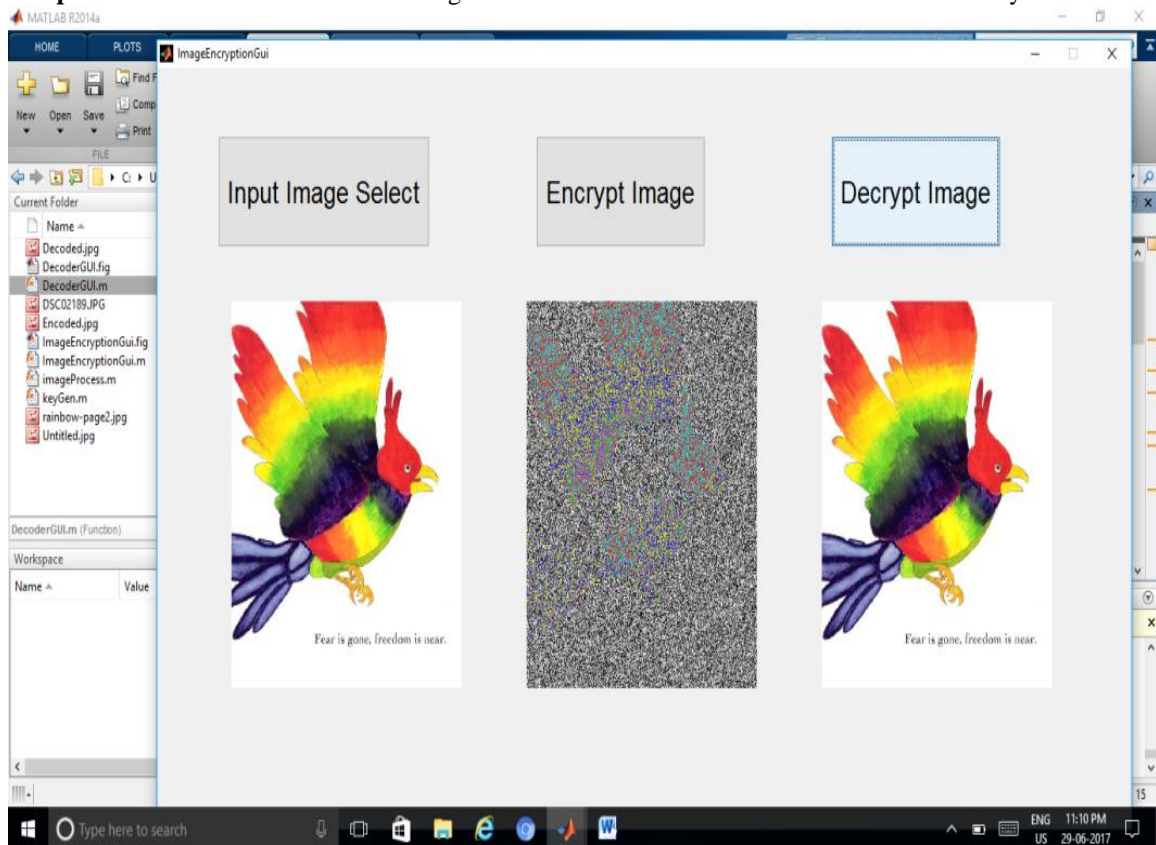 MATLAB R2014a
HOME PLOTS
ImageEncryptionGui
New Open Save
Find F
Comp
Print
FILE
C: U
Current Folder
Name
Decoded.jpg
DecoderGUI.fig
DecoderGUI.m
DSC02189.JPG
Encoded.jpg
ImageEncryptionGui.fig
ImageEncryptionGui.m
imageProcess.m
keyGen.m
rainbow-page2.jpg
Untitled.jpg
DecoderGUI.m (Function)
Workspace
Name Value
Input Image Select
Encrypt Image
Decrypt Image
Fear is gone, freedom is near.
Fear is gone, freedom is near.
15
Type here to search
ENG 11:10 PM
US 29-06-2017